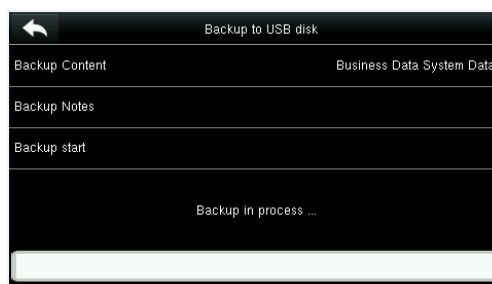 Backup to USB disk
Backup Content Business Data System Data
Backup Notes
Backup start
Backup in process ...